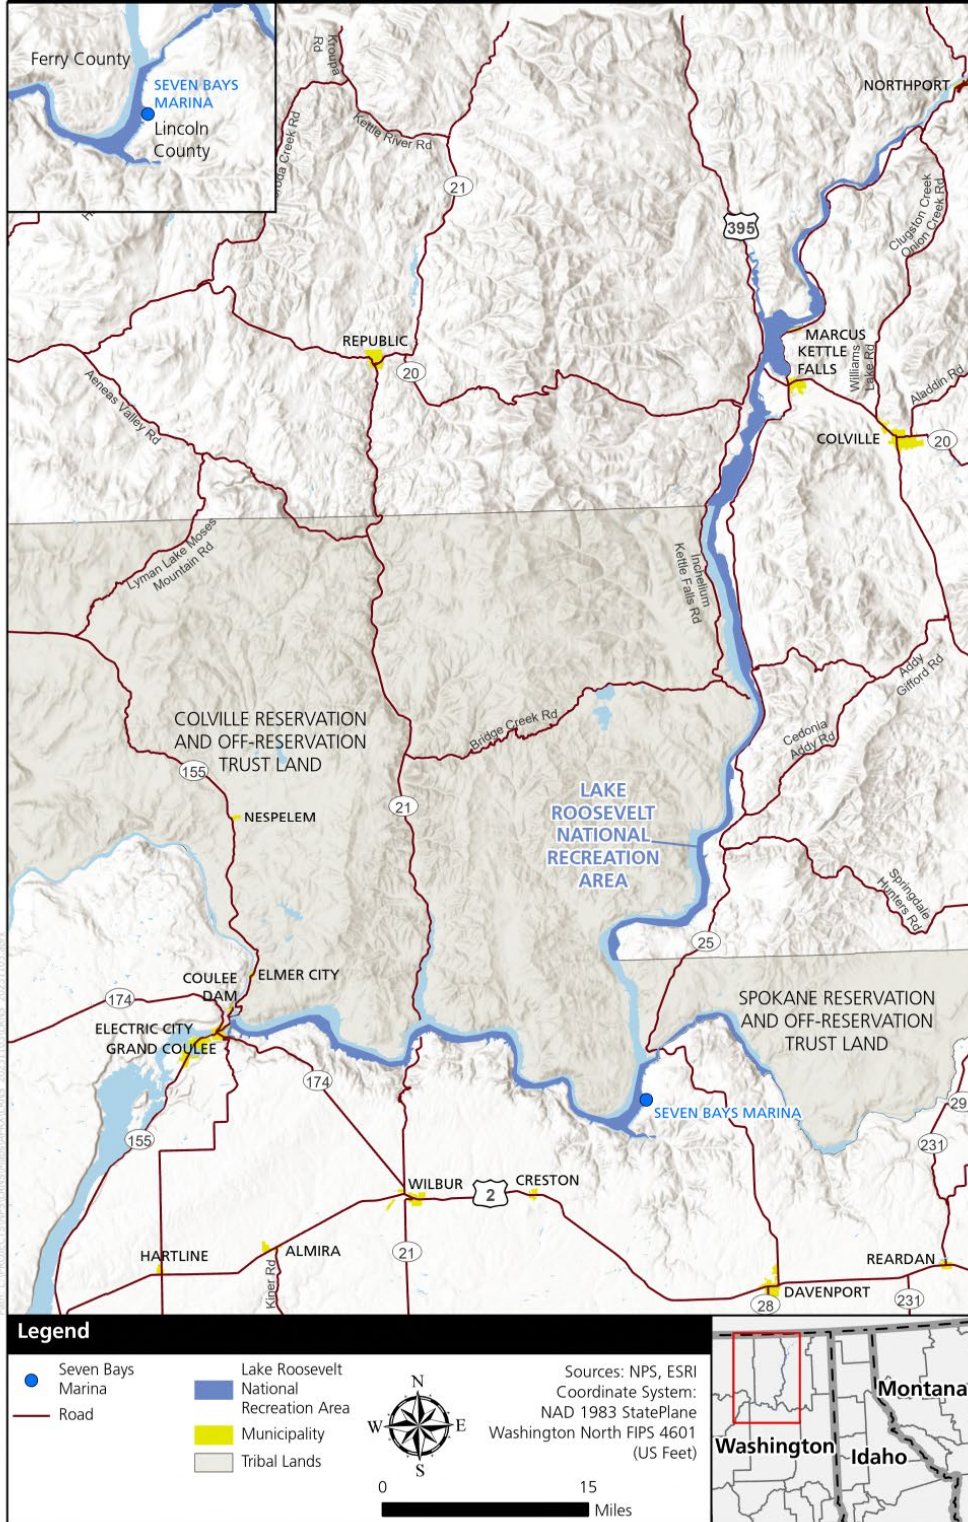 Ferry County
SEVEN BAYS
MARINA
Lincoln
County
Kroupa
Rd
Kettle River Rd
Creek Rd
21
395
NORTHPORT
Clugston Creek
Onion Creek Rd
REPUBLIC
20
MARCUS
KETTLE
FALLS
Williams
Lake Rd
Aladdin Rd
COLVILLE
20
Aeneas Valley Rd
Lyman Lake Moses
Mountain Rd
Inchelium
Kettle Falls Rd
Addy
Gifford Rd
Cedonia
Addy Rd
Bridge Creek Rd
COLVILLE RESERVATION
AND OFF-RESERVATION
TRUST LAND
155
NESPELEM
21
LAKE
ROOSEVELT
NATIONAL
RECREATION
AREA
Springdale
Hunters Rd
25
COULEE
DAM
ELMER CITY
174
ELECTRIC CITY
GRAND COULEE
SPOKANE RESERVATION
AND OFF-RESERVATION
TRUST LAND
174
SEVEN BAYS MARINA
155
29
231
WILBUR
2
CRESTON
HARTLINE
ALMIRA
Kiner Rd
21
REARDAN
DAVENPORT
28
231
Legend
Seven Bays
Marina
Road
Lake Roosevelt
National
Recreation Area
Municipality
Tribal Lands
N
W
E
S
0
15
Miles
Sources: NPS, ESRI
Coordinate System:
NAD 1983 StatePlane
Washington North FIPS 4601
(US Feet)
Montana
Washington
Idaho